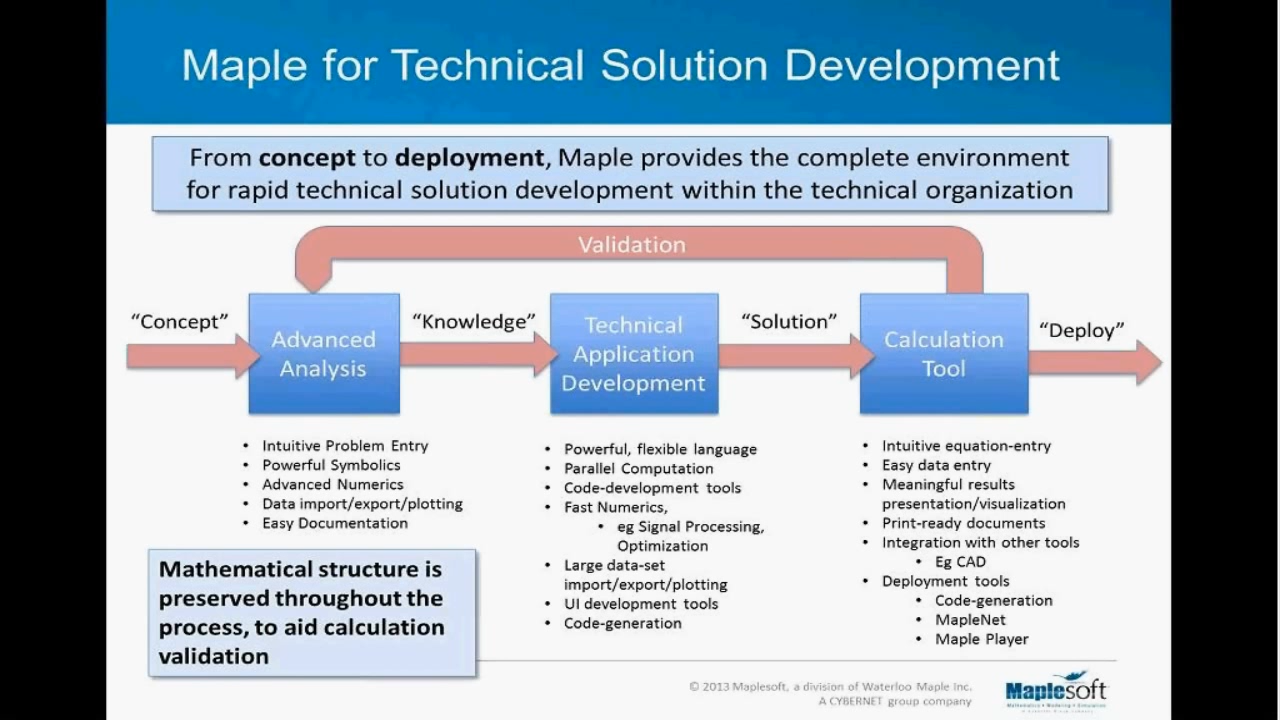 Maple for Technical Solution Development
From concept to deployment, Maple provides the complete environment
for rapid technical solution development within the technical organization
Validation
“Concept”
Advanced
Analysis
“Knowledge”
Technical
Application
Development
“Solution”
Calculation
Tool
“Deploy”
• Intuitive Problem Entry
• Powerful Symbolics
• Advanced Numerics
• Data import/export/plotting
• Easy Documentation
• Powerful, flexible language
• Parallel Computation
• Code-development tools
• Fast Numerics,
• eg Signal Processing,
Optimization
• Large data-set
import/export/plotting
• UI development tools
• Code-generation
• Intuitive equation-entry
• Easy data entry
• Meaningful results
presentation/visualization
• Print-ready documents
• Integration with other tools
• Eg CAD
• Deployment tools
• Code-generation
• MapleNet
• Maple Player
Mathematical structure is
preserved throughout the
process, to aid calculation
validation
© 2013 Maplesoft, a division of Waterloo Maple Inc.
A CYBERNET group company
Maplesoft
Mathematics • Modeling • Simulation